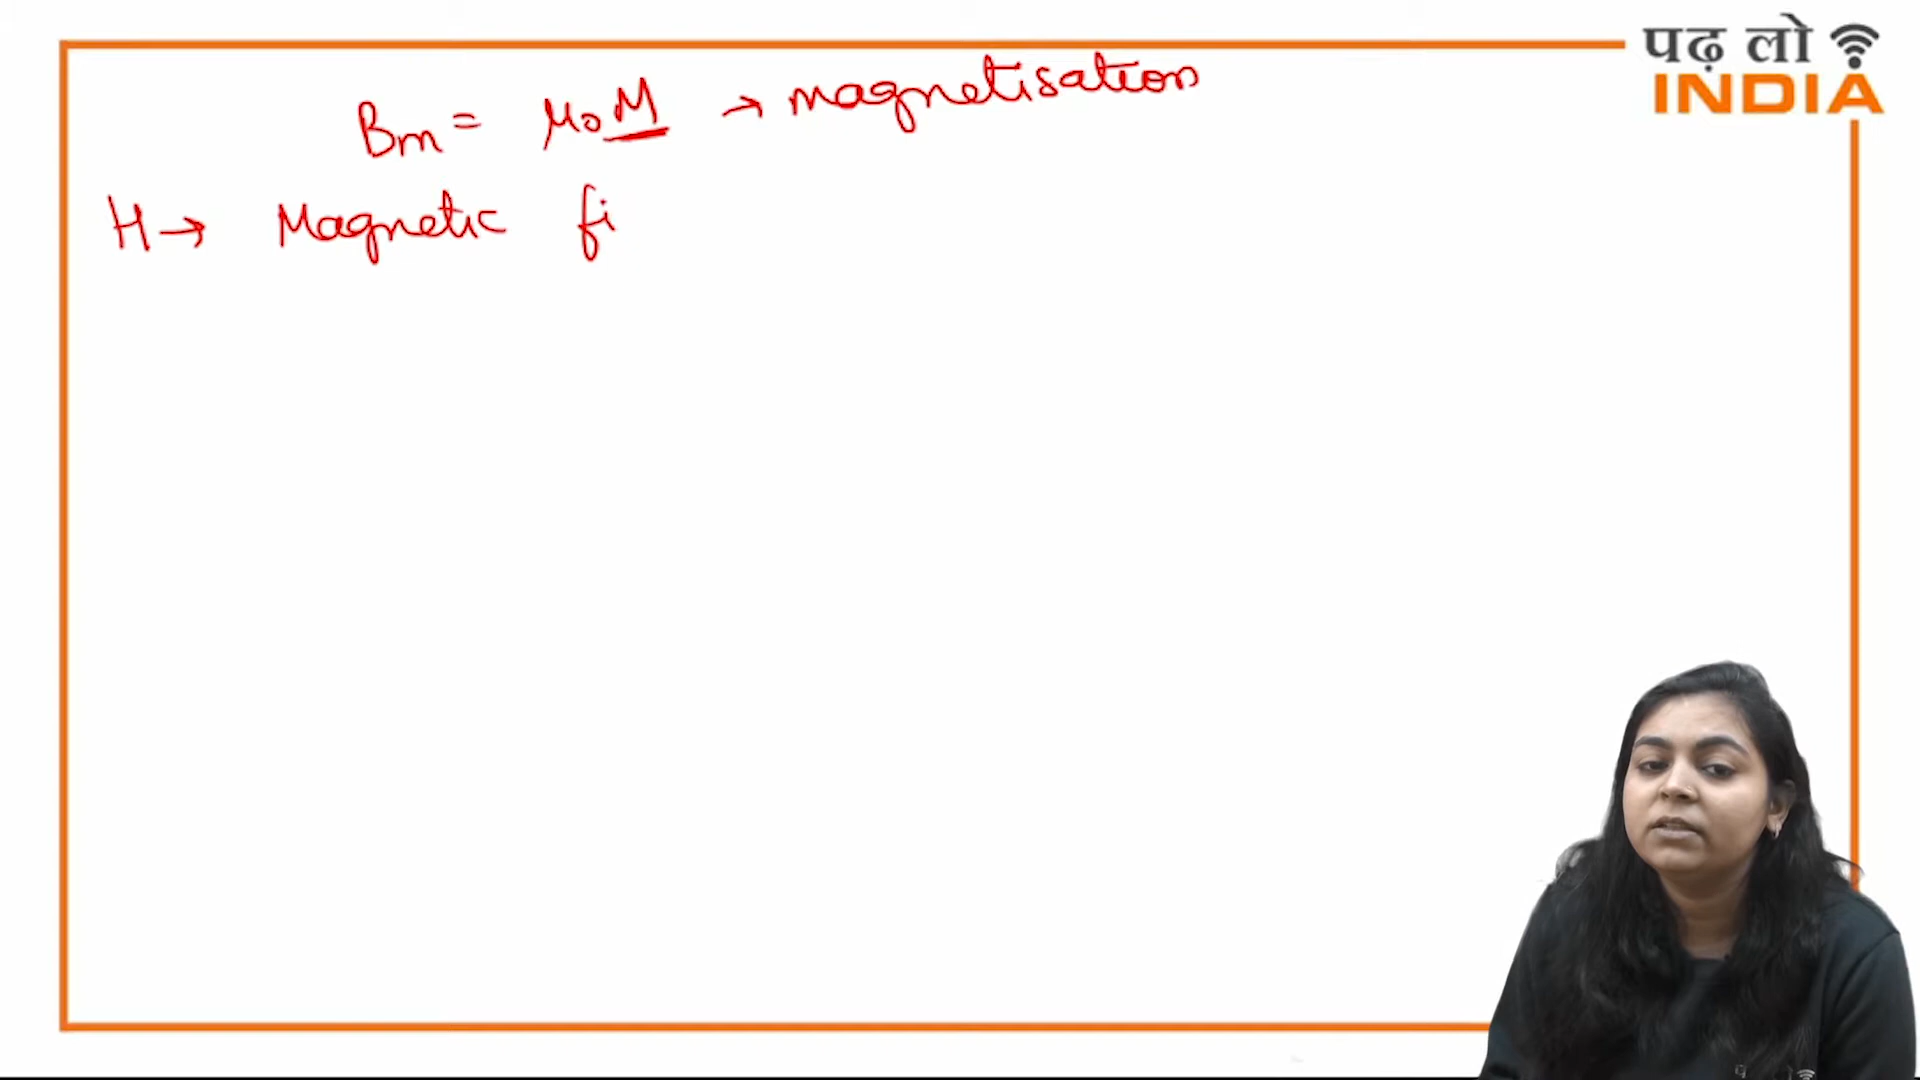 पढ़ लो
INDIA
Bm = μ0M → magnetisation
H → Magnetic fi